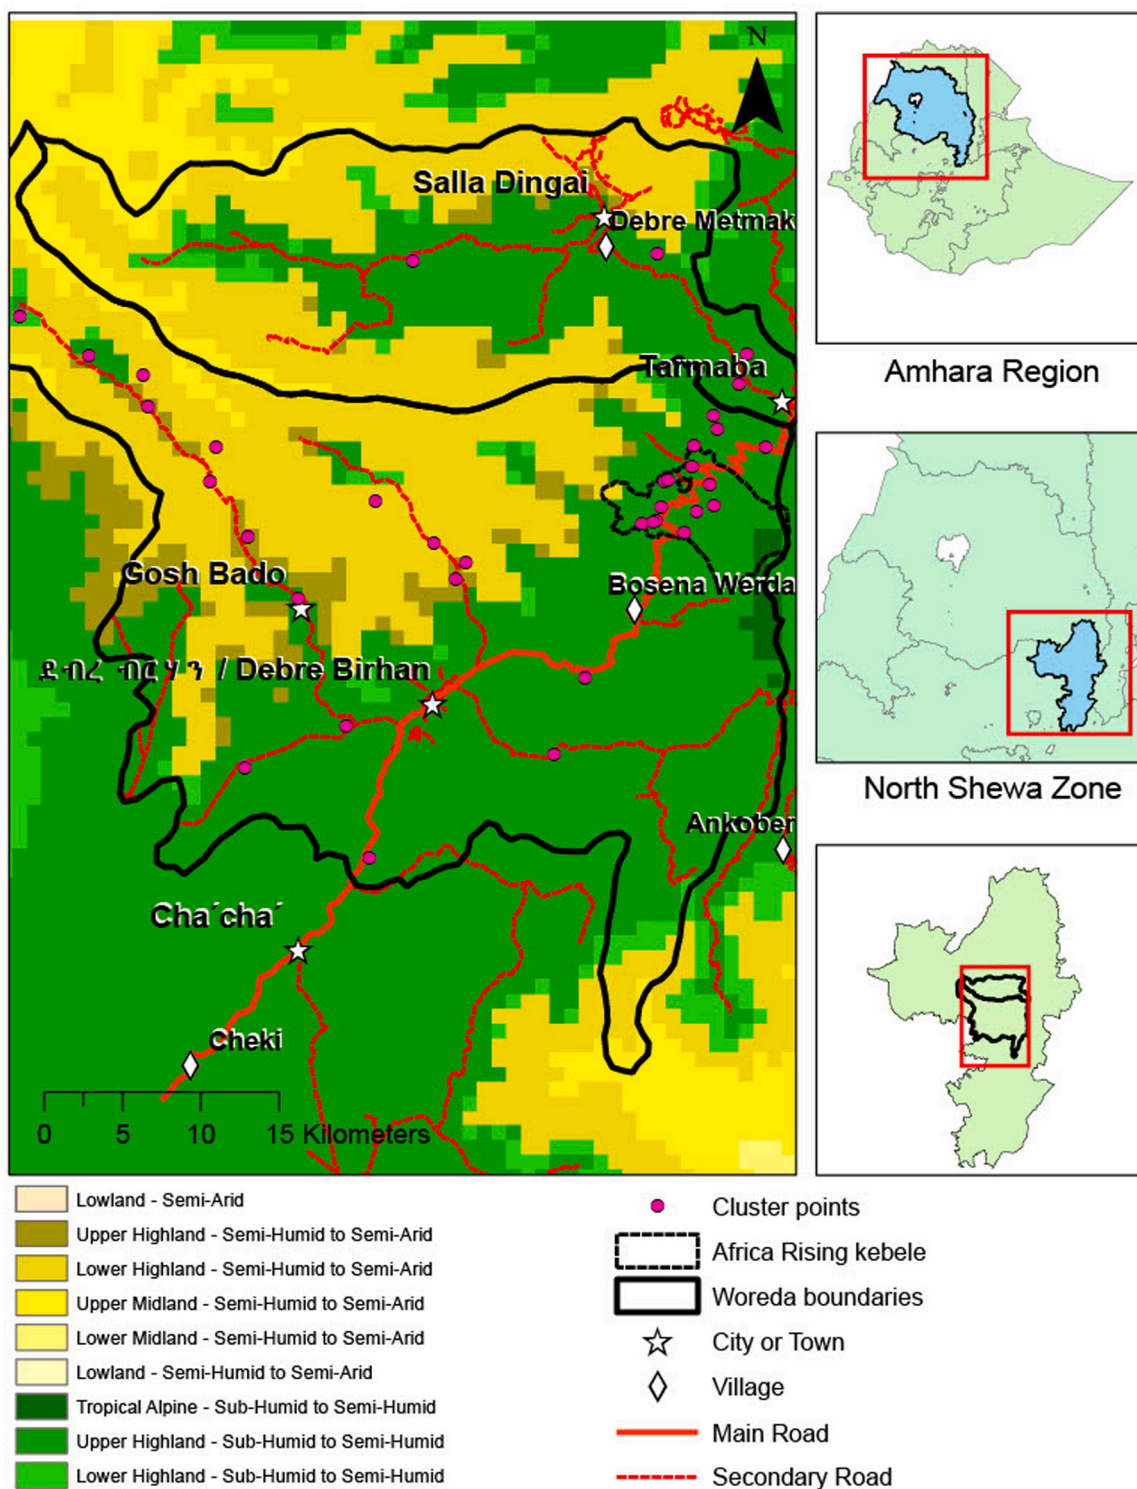 N
Salla Dingai
Debre Metmak
Tarmaba
Gosh Bado
Bosena Werda
ደብረ ብርሃን / Debre Birhan
Ankober
Cha´cha´
Cheki
0 5 10 15 Kilometers
Amhara Region
North Shewa Zone
Lowland - Semi-Arid
Upper Highland - Semi-Humid to Semi-Arid
Lower Highland - Semi-Humid to Semi-Arid
Upper Midland - Semi-Humid to Semi-Arid
Lower Midland - Semi-Humid to Semi-Arid
Lowland - Semi-Humid to Semi-Arid
Tropical Alpine - Sub-Humid to Semi-Humid
Upper Highland - Sub-Humid to Semi-Humid
Lower Highland - Sub-Humid to Semi-Humid
Cluster points
Africa Rising kebele
Woreda boundaries
City or Town
Village
Main Road
Secondary Road